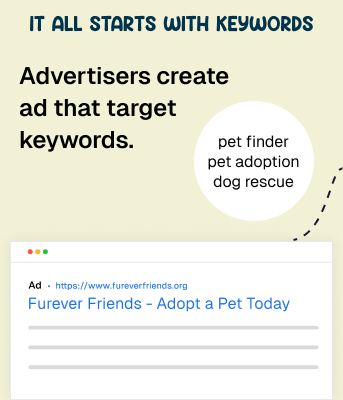 IT ALL STARTS WITH KEYWORDS
Advertisers create
ad that target
keywords.
pet finder
pet adoption
dog rescue
Ad · https://www.fureverfriends.org
Furever Friends - Adopt a Pet Today